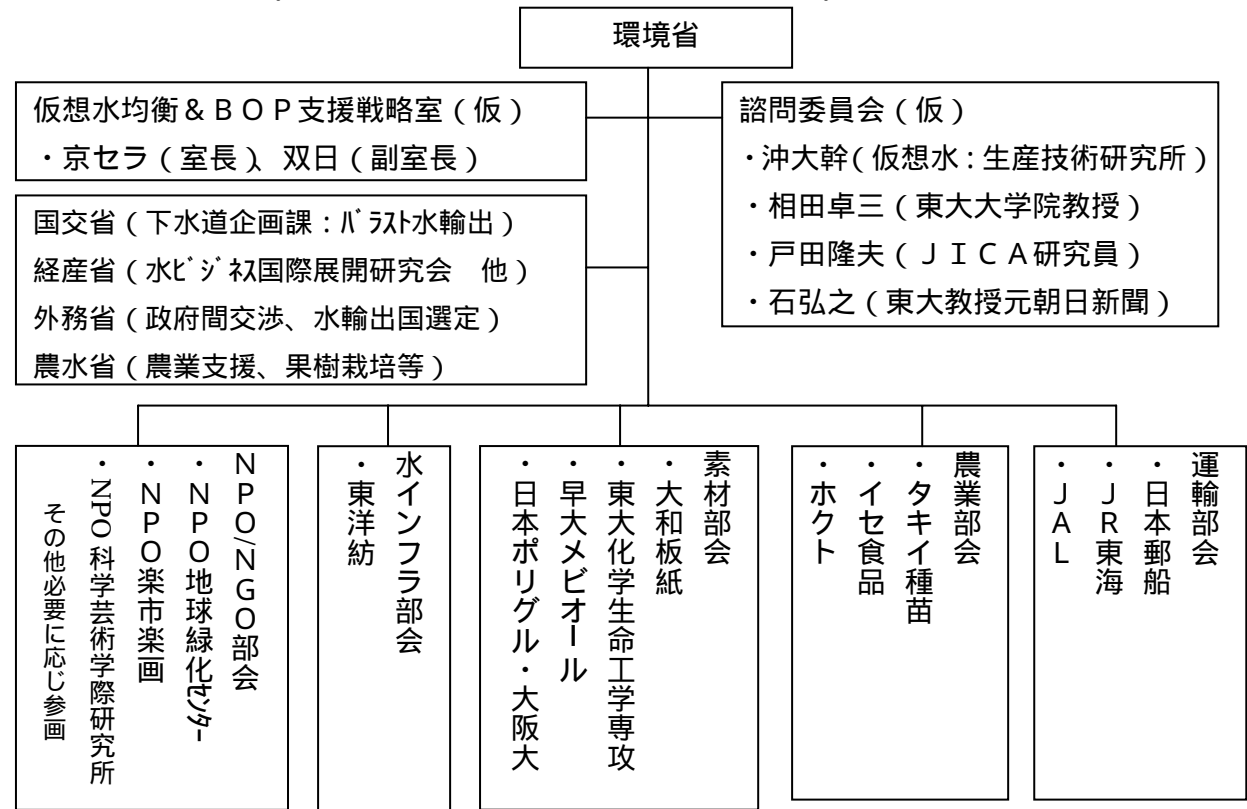 環境省
仮想水均衡&BOP支援戦略室(仮)
・京セラ(室長)、双日(副室長)
諮問委員会(仮)
・沖大幹(仮想水:生産技術研究所)
・相田卓三(東大大学院教授)
・戸田隆夫(JICA研究員)
・石弘之(東大教授元朝日新聞)
国交省(下水道企画課:バラスト水輸出)
経産省(水ビジネス国際展開研究会 他)
外務省(政府間交渉、水輸出国選定)
農水省(農業支援、果樹栽培等)
NPO/NGO部会
・NPO地球緑化センター
・NPO楽市楽画
・NPO科学芸術学際研究所
その他必要に応じ参画
水インフラ部会
・東洋紡
素材部会
・大和板紙
・東大化学生命工学専攻
・早大メビオール
・日本ポリグル・大阪大
農業部会
・タキイ種苗
・イセ食品
・ホクト
運輸部会
・日本郵船
・JR東海
・JAL